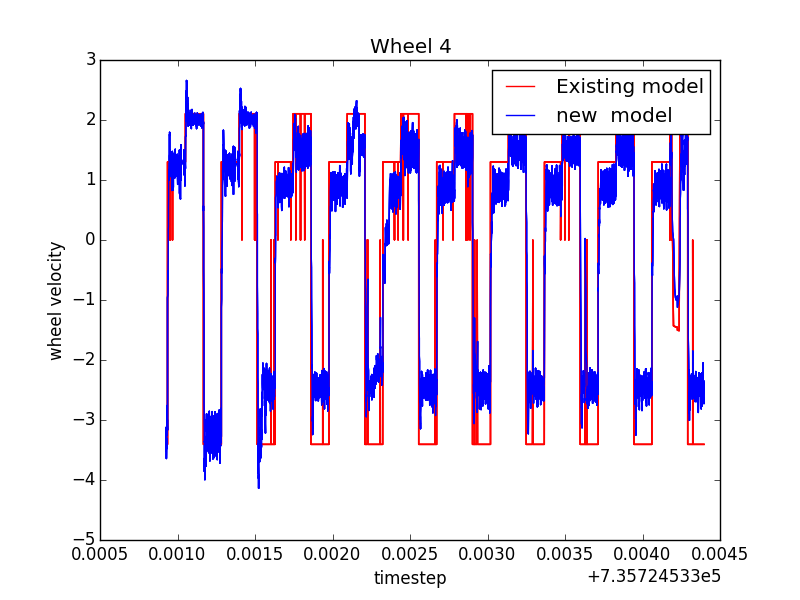 Wheel 4
Existing model
new  model
3
2
1
0
−1
−2
−3
−4
−5
wheel velocity
0.0005 0.0010 0.0015 0.0020 0.0025 0.0030 0.0035 0.0040 0.0045
timestep
+7.35724533e5